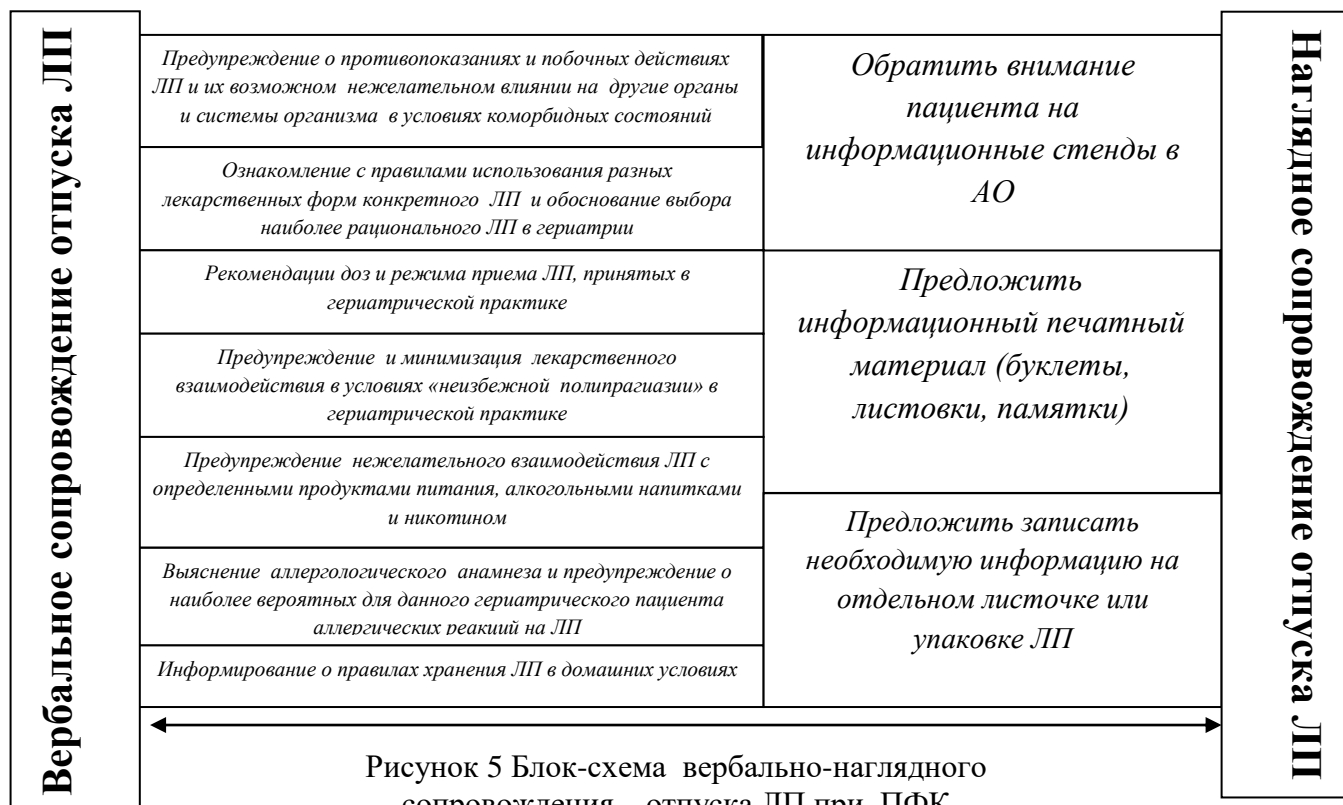 Вербальное сопровождение отпуска ЛП
Предупреждение о противопоказаниях и побочных действиях
ЛП и их возможном нежелательном влиянии на другие органы
и системы организма в условиях коморбидных состояний
Ознакомление с правилами использования разных
лекарственных форм конкретного ЛП и обоснование выбора
наиболее рационального ЛП в гериатрии
Рекомендации доз и режима приема ЛП, принятых в
гериатрической практике
Предупреждение и минимизация лекарственного
взаимодействия в условиях «неизбежной полипрагиазии» в
гериатрической практике
Предупреждение нежелательного взаимодействия ЛП с
определенными продуктами питания, алкогольными напитками
и никотином
Выяснение аллергологического анамнеза и предупреждение о
наиболее вероятных для данного гериатрического пациента
аллергических реакций на ЛП
Информирование о правилах хранения ЛП в домашних условиях
Обратить внимание
пациента на
информационные стенды в
АО
Предложить
информационный печатный
материал (буклеты,
листовки, памятки)
Предложить записать
необходимую информацию на
отдельном листочке или
упаковке ЛП
Наглядное сопровождение отпуска ЛП
Рисунок 5 Блок-схема вербально-наглядного
сопровождения отпуска ЛП при ПФК